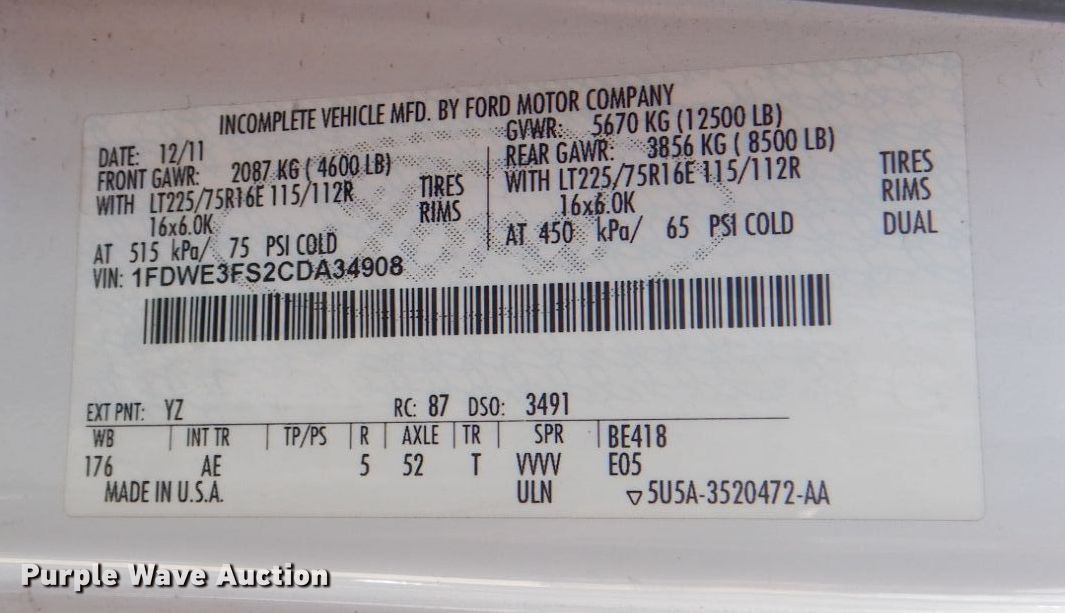 INCOMPLETE VEHICLE MFD. BY FORD MOTOR COMPANY
DATE: 12/11
GVWR: 5670 KG (12500 LB)
FRONT GAWR: 2087 KG ( 4600 LB)
REAR GAWR: 3856 KG ( 8500 LB)
WITH LT225/75R16E 115/112R TIRES
WITH LT225/75R16E 115/112R TIRES
16x6.0K RIMS
16x6.0K RIMS
AT 515 kPa/ 75 PSI COLD
AT 450 kPa/ 65 PSI COLD DUAL
VIN: 1FDWE3FS2CDA34908
EXT PNT: YZ RC: 87 DSO: 3491
WB INT TR TP/PS R AXLE TR SPR BE418
176 AE 5 52 T VVVV E05
MADE IN U.S.A. ULN ▽5U5A-3520472-AA
Purple Wave Auction